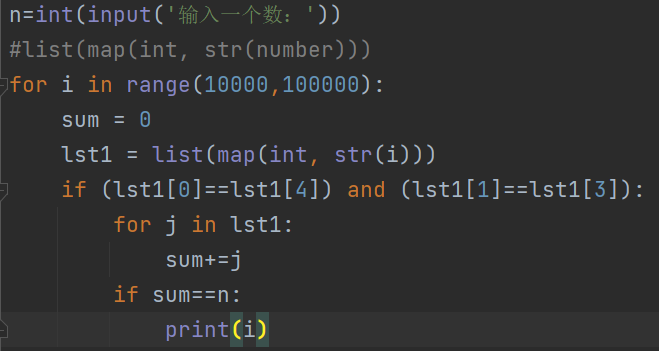 n=int(input('输入一个数: '))
#list(map(int, str(number)))
for i in range(10000,100000):
    sum = 0
    lst1 = list(map(int, str(i)))
    if (lst1[0]==lst1[4]) and (lst1[1]==lst1[3]):
        for j in lst1:
            sum+=j
        if sum==n:
            print(i)